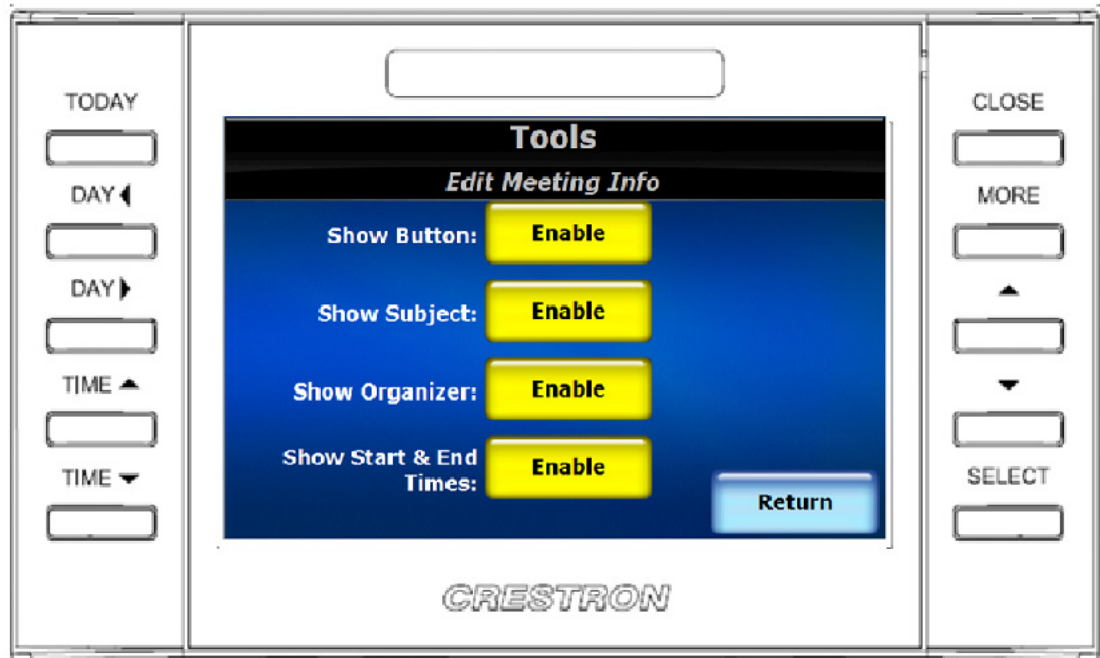 TODAY
DAY ◀
DAY ▶
TIME ▲
TIME ▼
Tools
Edit Meeting Info
Show Button: Enable
Show Subject: Enable
Show Organizer: Enable
Show Start & End
Times: Enable
Return
CRESTRON
CLOSE
MORE
▲
▼
SELECT